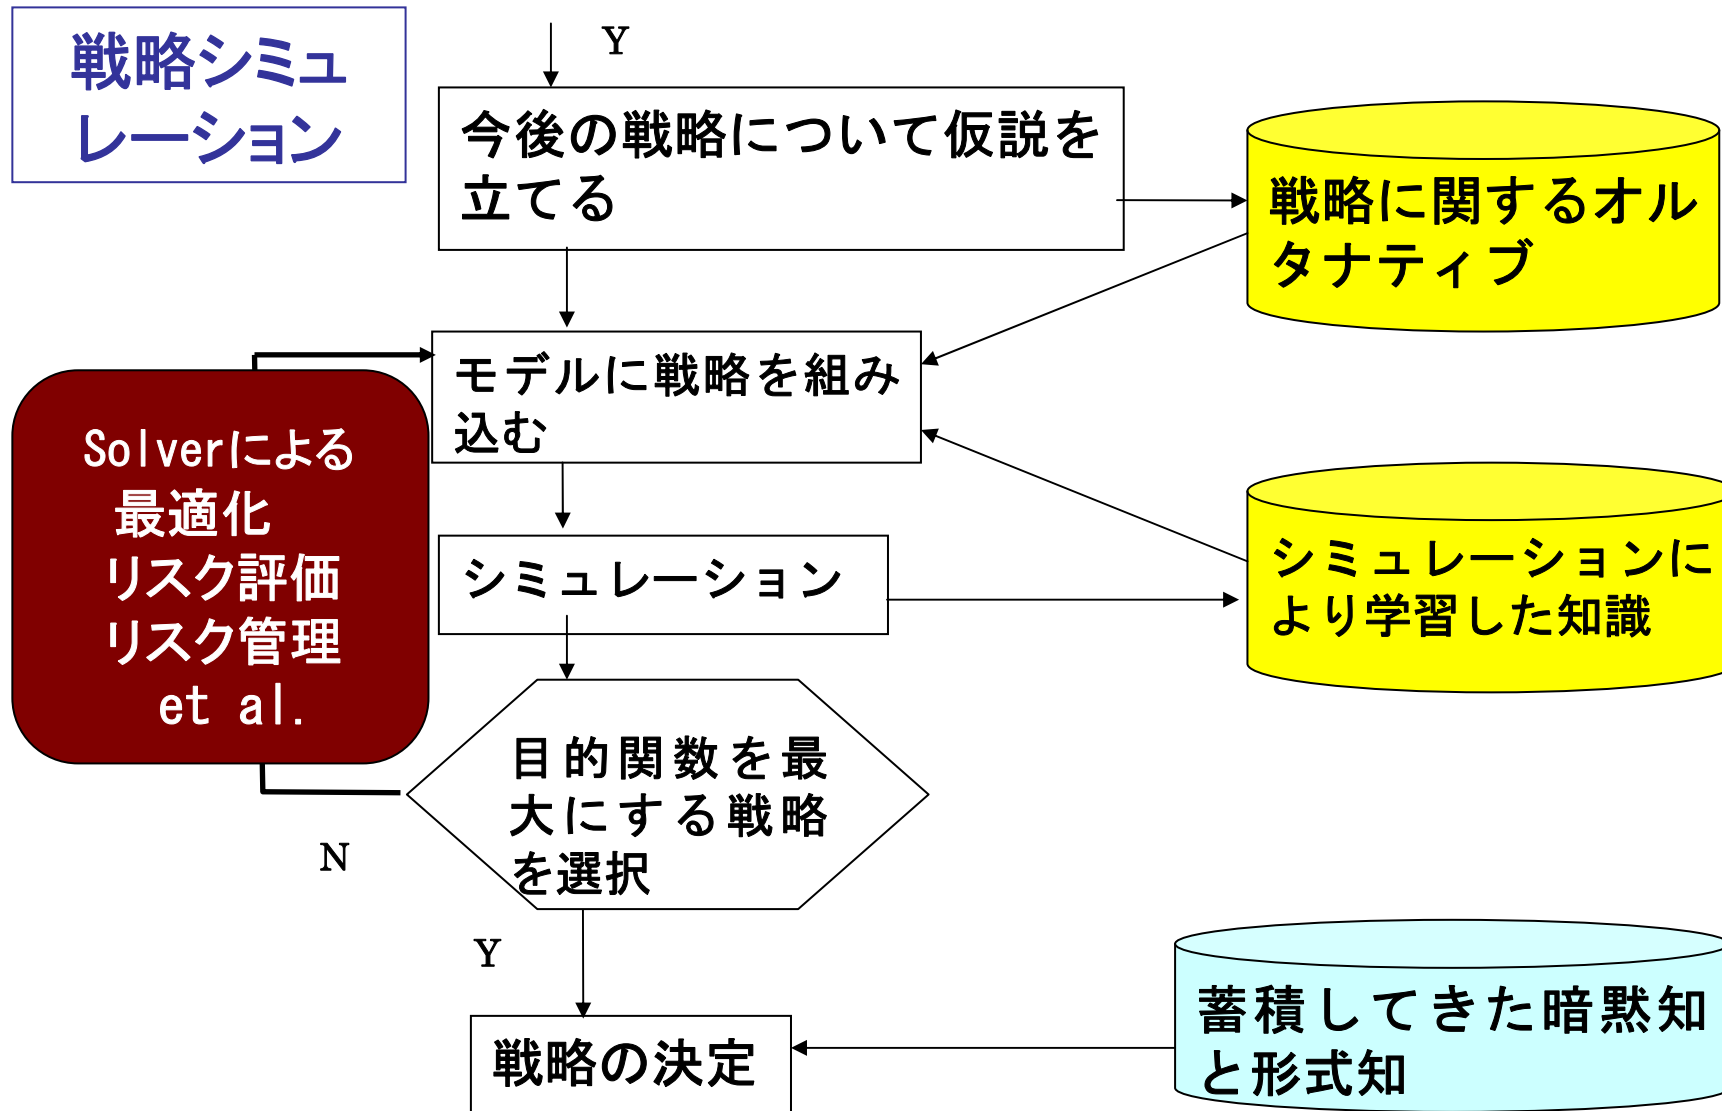 戦略シミュ
レーション
Y
今後の戦略について仮説を
立てる
戦略に関するオル
タナティブ
モデルに戦略を組み
込む
Solverによる
最適化
リスク評価
リスク管理
et al.
シミュレーション
シミュレーションに
より学習した知識
目的関数を最
大にする戦略
を選択
N
Y
戦略の決定
蓄積してきた暗黙知
と形式知